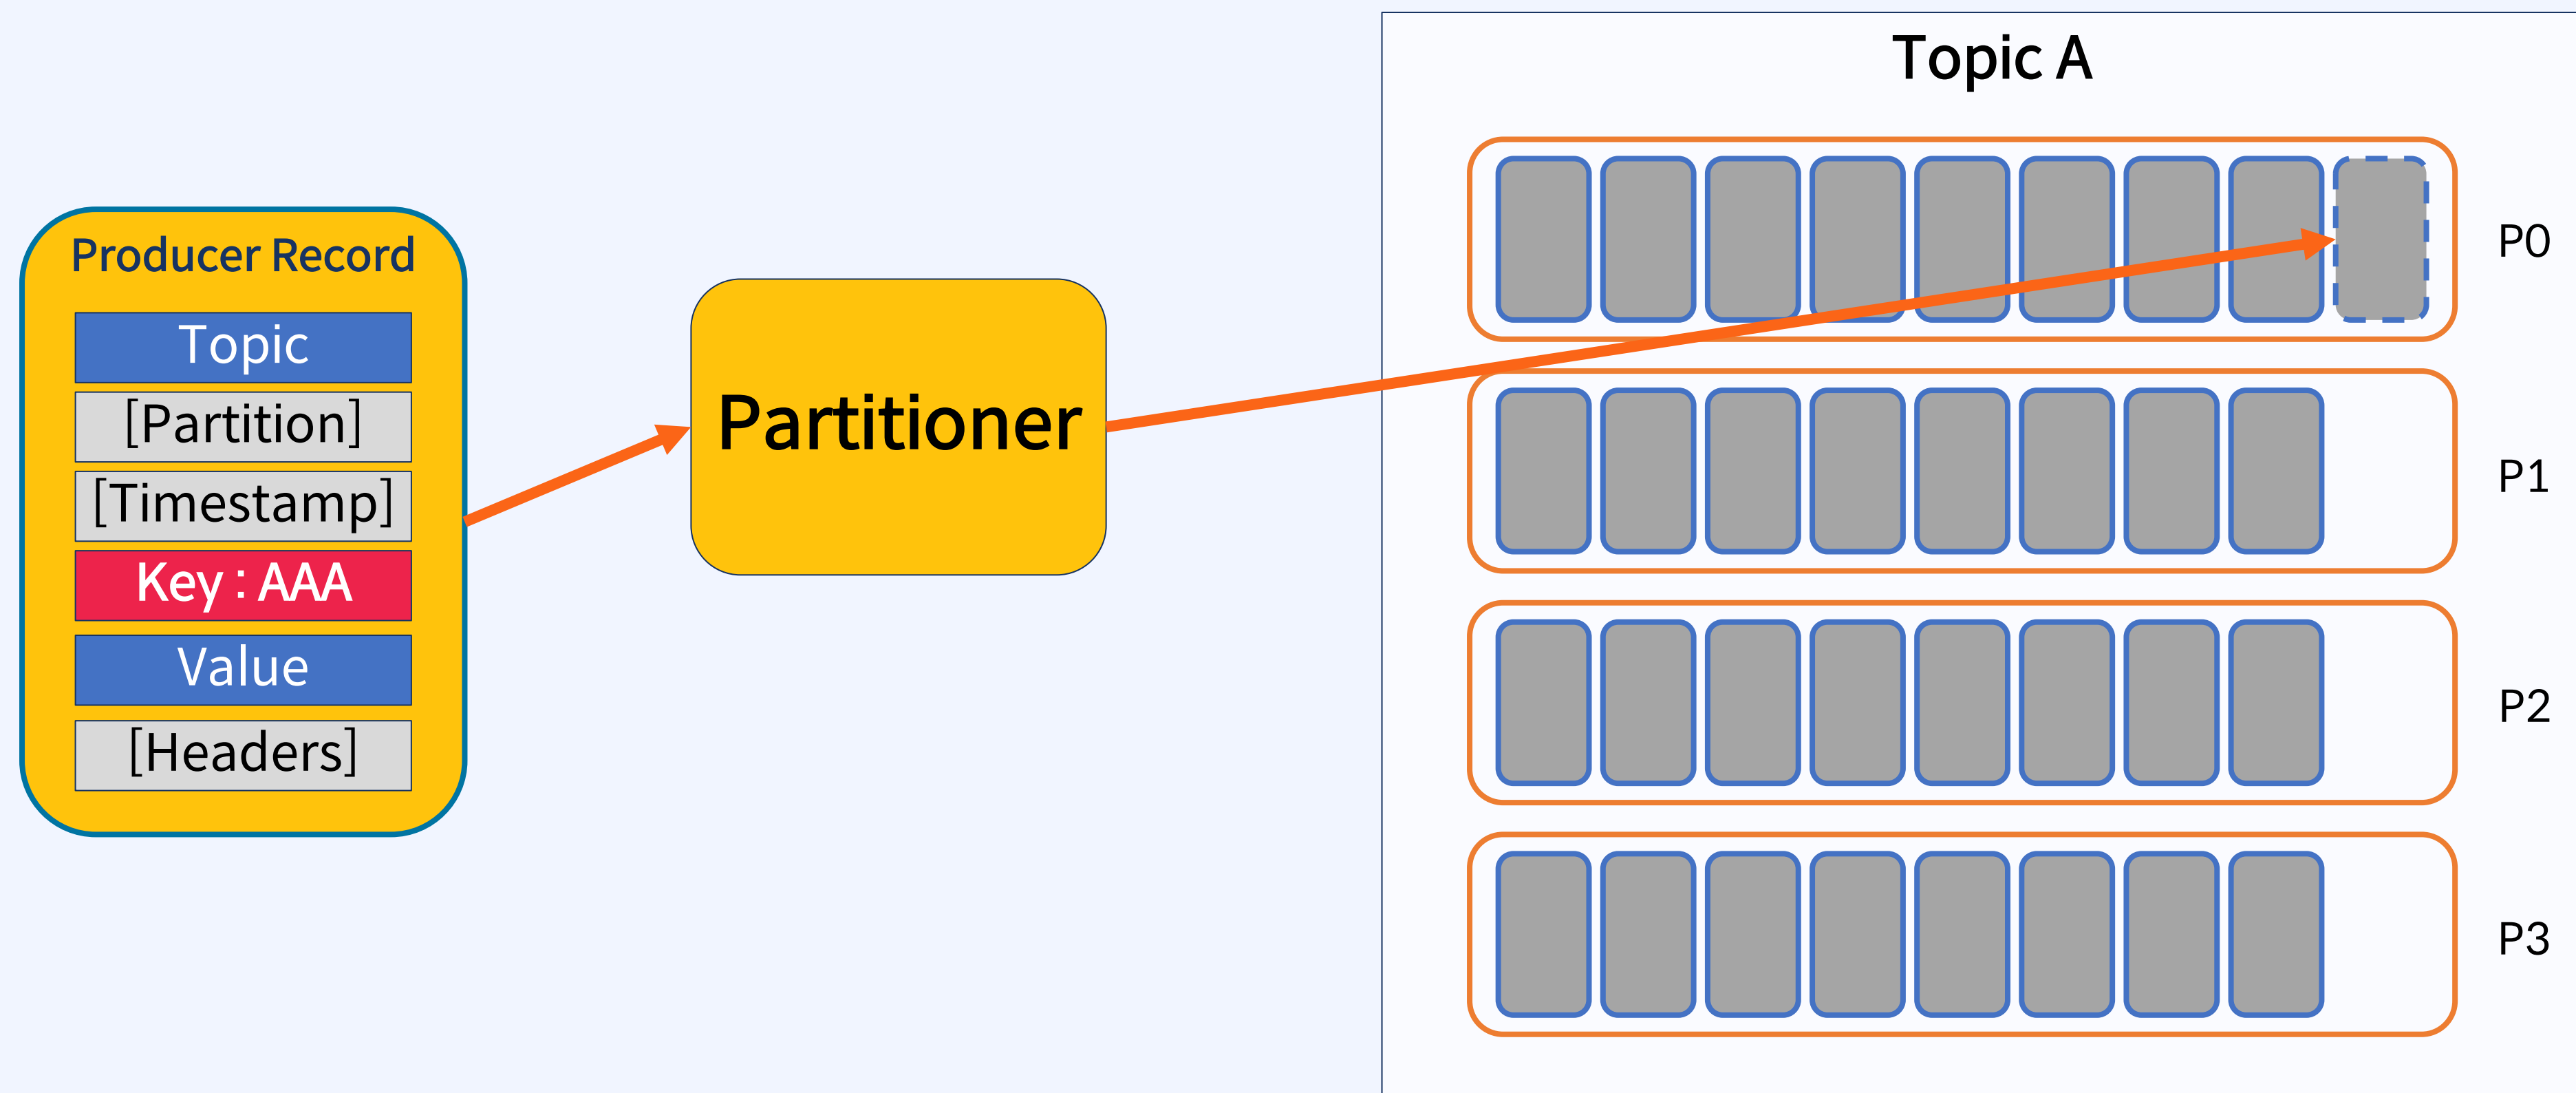 Producer Record
Topic
[Partition]
[Timestamp]
Key : AAA
Value
[Headers]
Partitioner
Topic A
P0
P1
P2
P3